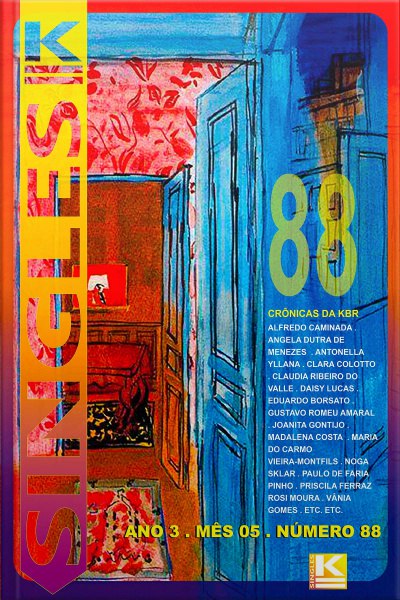 SINGLES K
88
CRÔNICAS DA KBR
ALFREDO CAMINADA .
ANGELA DUTRA DE
MENEZES . ANTONELLA
YLLANA . CLARA COLOTTO
. CLAUDIA RIBEIRO DO
VALLE . DAISY LUCAS .
EDUARDO BORSATO .
GUSTAVO ROMEU AMARAL
. JOANITA GONTIJO .
MADALENA COSTA . MARIA
DO CARMO
VIEIRA-MONTFILS . NOGA
SKLAR . PAULO DE FARIA
PINHO . PRISCILA FERRAZ
ROSI MOURA . VÂNIA
GOMES . ETC. ETC.
ANO 3 . MÊS 05 . NÚMERO 88
SINGLES K